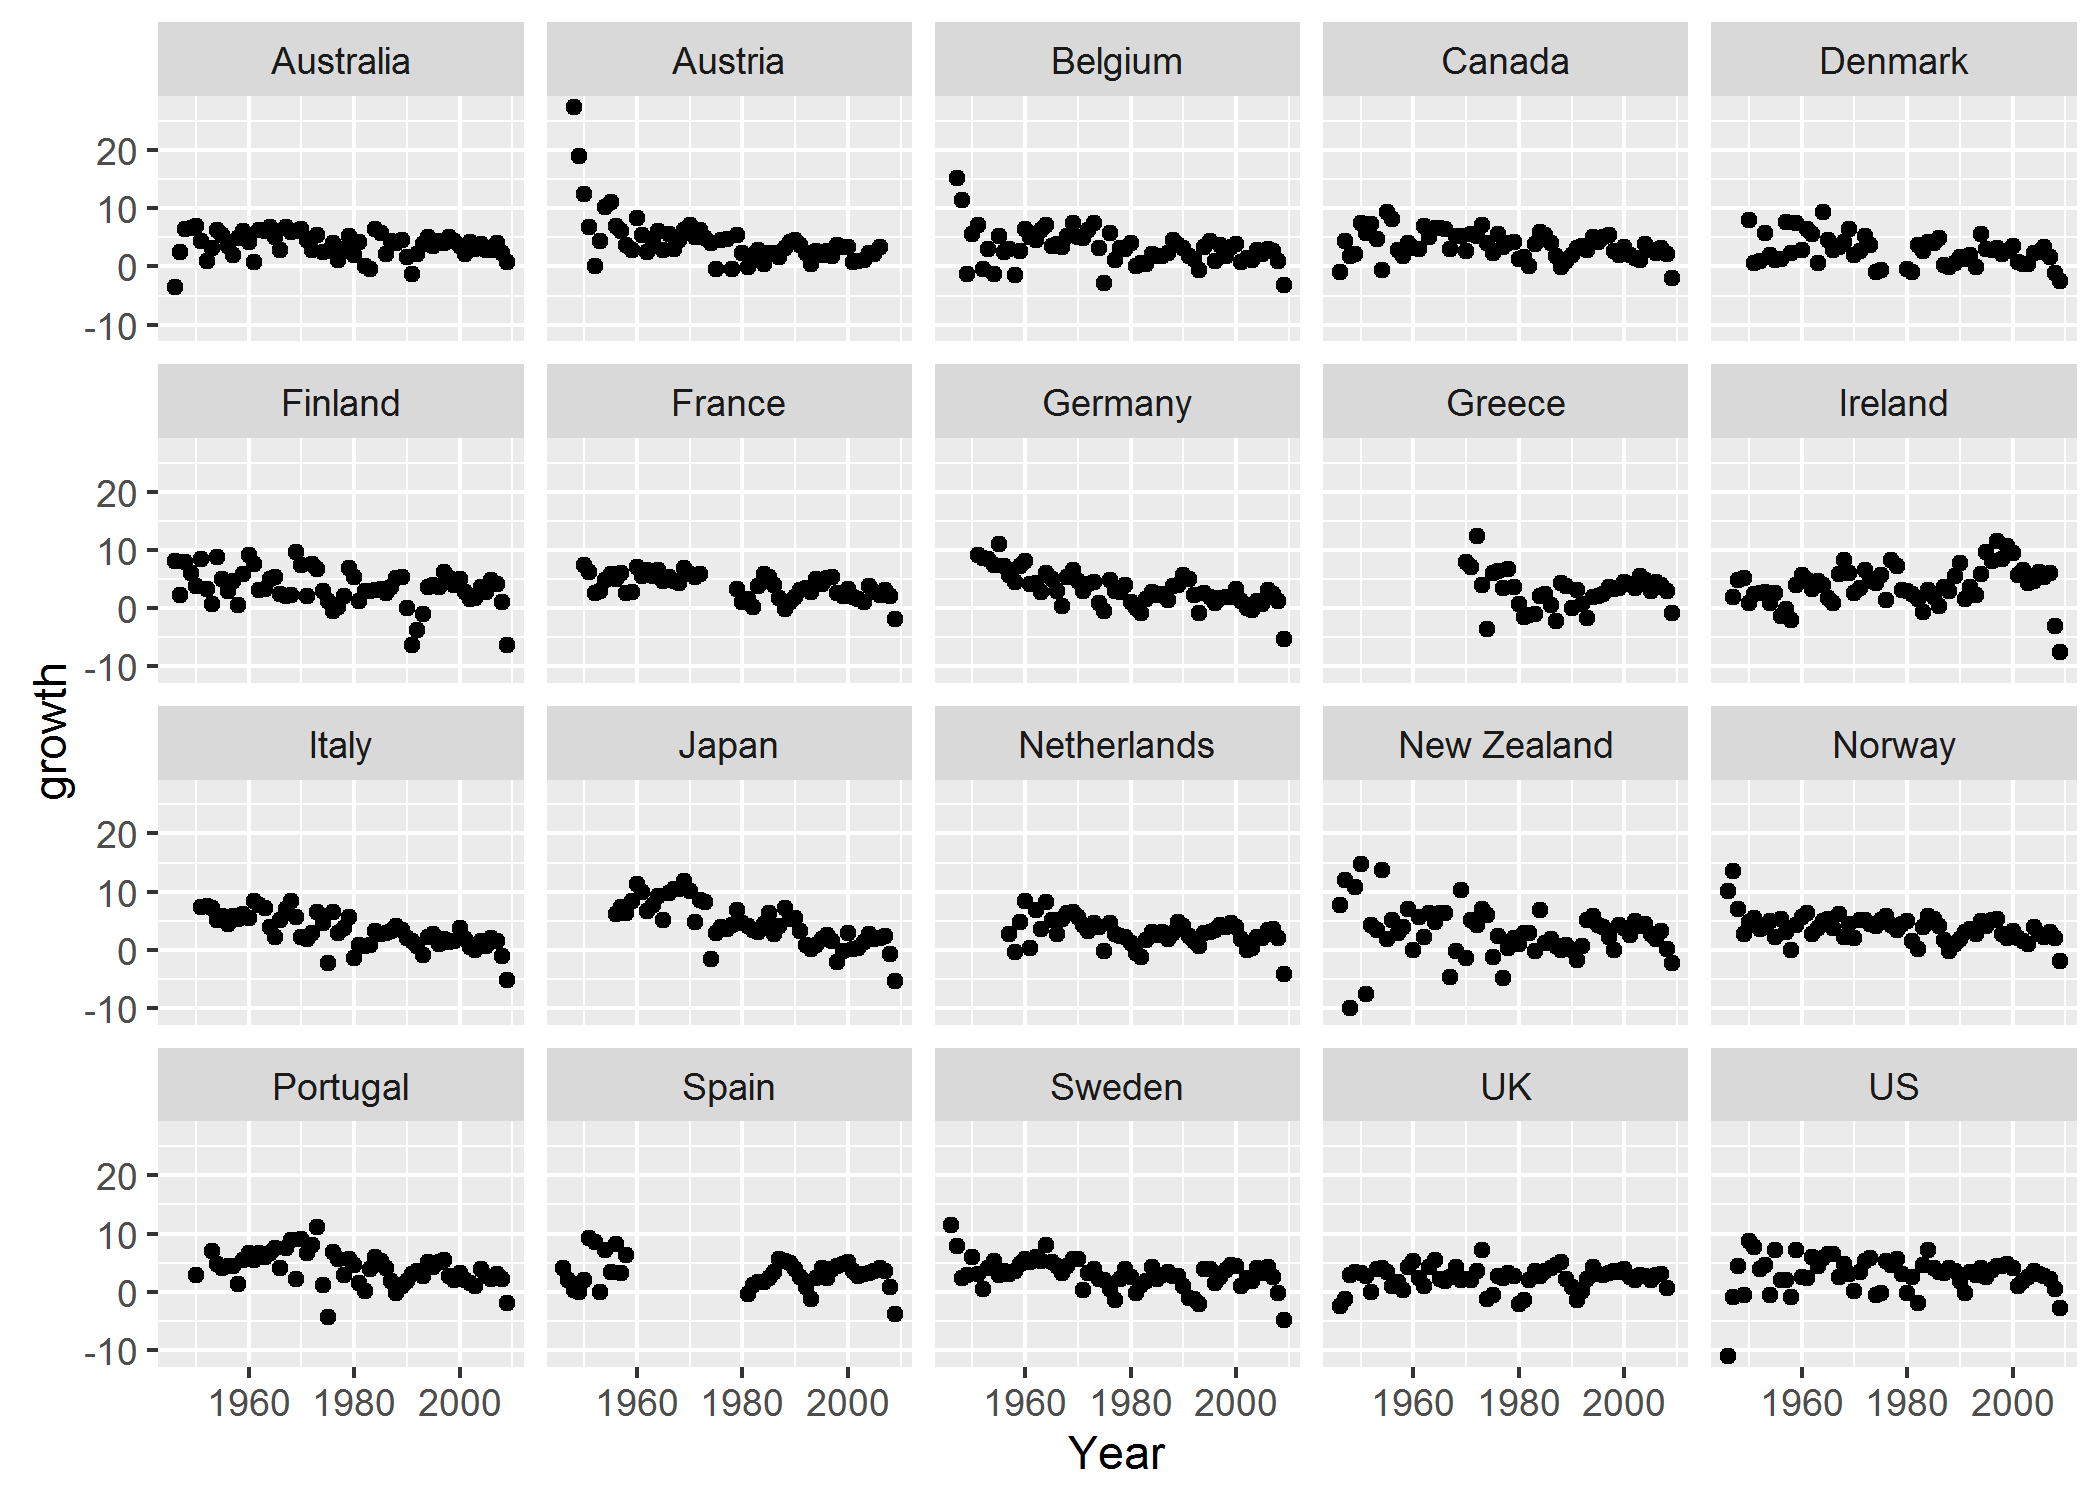 Australia Austria Belgium Canada Denmark
20
10
0
-10
Finland France Germany Greece Ireland
20
10
0
-10
Italy Japan Netherlands New Zealand Norway
20
10
0
-10
Portugal Spain Sweden UK US
20
10
0
-10
1960 1980 2000 1960 1980 2000 1960 1980 2000 1960 1980 2000 1960 1980 2000
Year
growth